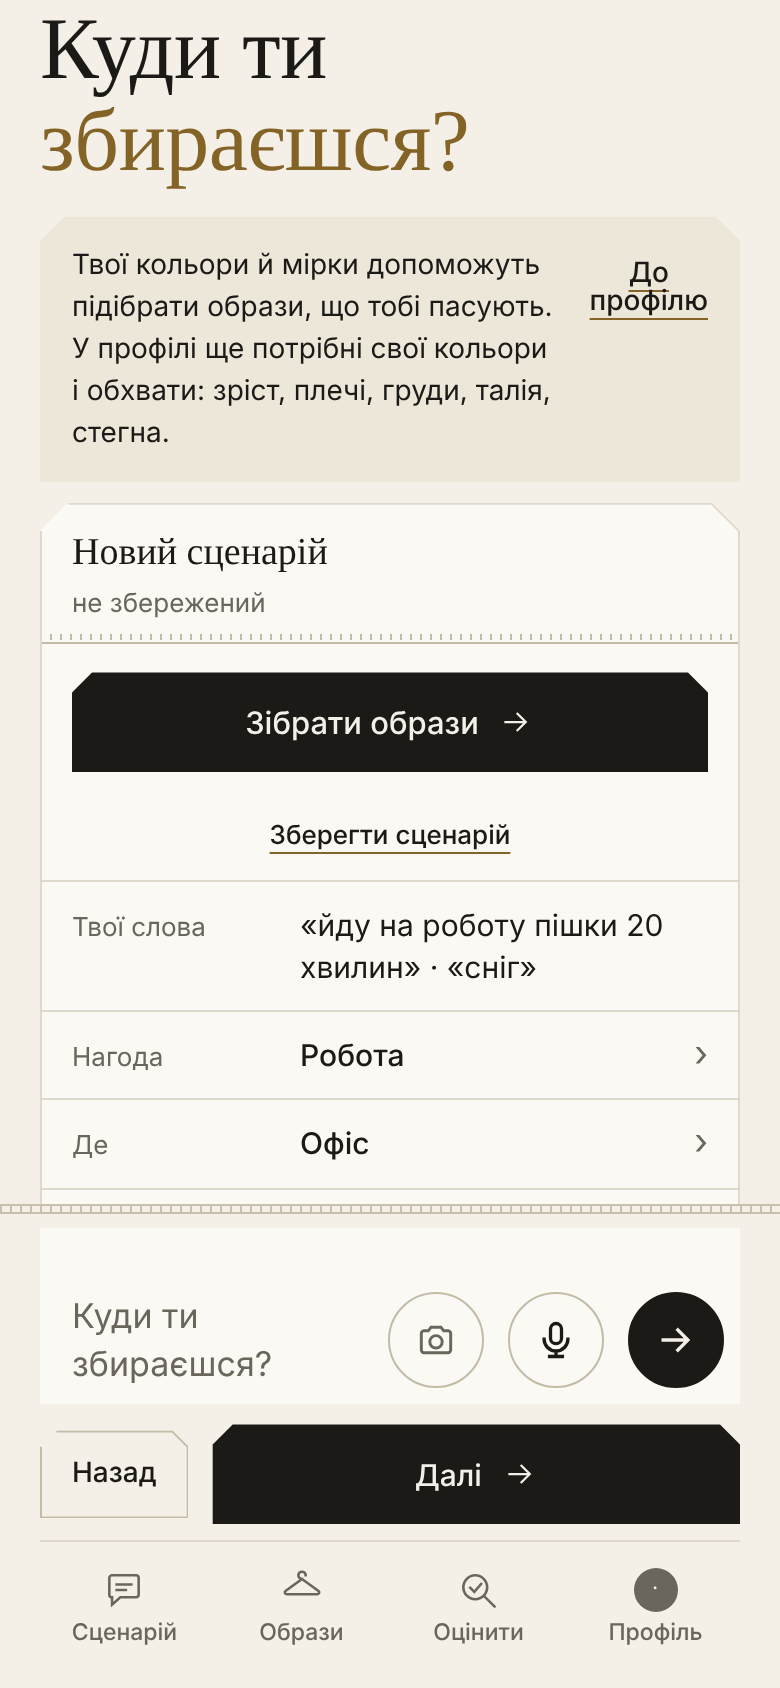 Куди ти
збираєшся?
Твої кольори й мірки допоможуть
підібрати образи, що тобі пасують.
У профілі ще потрібні свої кольори
і обхвати: зріст, плечі, груди, талія,
стегна.
До
профілю
Новий сценарій
не збережений
Зібрати образи →
Зберегти сценарій
Твої слова
«йду на роботу пішки 20
хвилин» · «сніг»
Нагода
Робота ›
Де
Офіс ›
Куди ти
збираєшся?
Назад
Далі →
Сценарій
Образи
Оцінити
Профіль